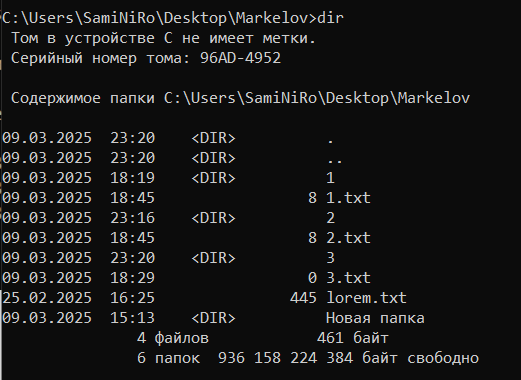 C:\Users\SamiNiRo\Desktop\Markelov>dir
Том в устройстве C не имеет метки.
Серийный номер тома: 96AD-4952
Содержимое папки C:\Users\SamiNiRo\Desktop\Markelov
09.03.2025  23:20    <DIR>          .
09.03.2025  23:20    <DIR>          ..
09.03.2025  18:19    <DIR>          1
09.03.2025  18:45                 8 1.txt
09.03.2025  23:16    <DIR>          2
09.03.2025  18:45                 8 2.txt
09.03.2025  23:20    <DIR>          3
09.03.2025  18:29                 0 3.txt
25.02.2025  16:25               445 lorem.txt
09.03.2025  15:13    <DIR>          Новая папка
4 файлов            461 байт
6 папок  936 158 224 384 байт свободно